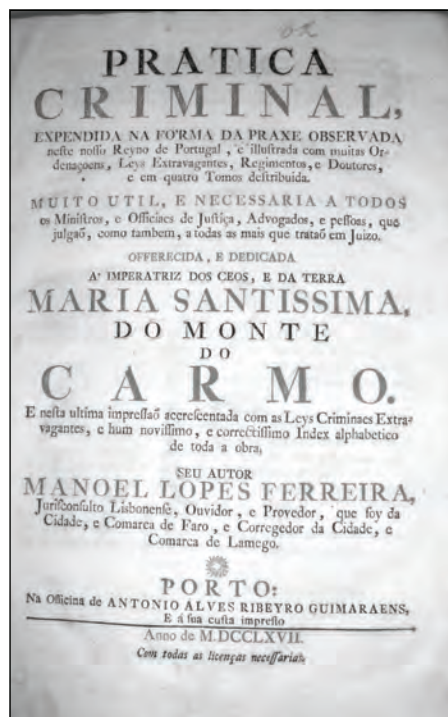 PRATICA
CRIMINAL,
EXPENDIDA NA FO'RMA DA PRAXE OBSERVADA
neſte noſſo Reyno de Portugal, e illuſtrada com muitas Or-
denaçoens, Leys Extravagantes, Regimentos, e Doutores,
e em quatro Tomos deſtribuida.
MUITO UTIL, E NECESSARIA A TODOS
os Miniſtros, e Officiaes de Juſtiça, Advogados, e peſſoas, que
julgaõ, como tambem, a todas as mais que trataõ em Juizo.
OFFERECIDA, E DEDICADA
A' IMPERATRIZ DOS CEOS, E DA TERRA
MARIA SANTISSIMA,
DO MONTE
DO
CARMO.
E neſta ultima impreſſaõ accreſcentada com as Leys Criminaes Extra-
vagantes, e hum noviſſimo, e correctiſſimo Index alphabetico
de toda a obra,
SEU AUTOR
MANOEL LOPES FERREIRA,
Juriſconſulto Lisbonenſe, Ouvidor, e Provedor, que foy da
Cidade, e Comarca de Faro, e Corregedor da Cidade, e
Comarca de Lamego.
PORTO:
Na Officina de ANTONIO ALVES RIBEYRO GUIMARAENS,
E á ſua cuſta impreſſo
Anno de M.DCCLXVII.
Com todas as licenças neceſſarias.